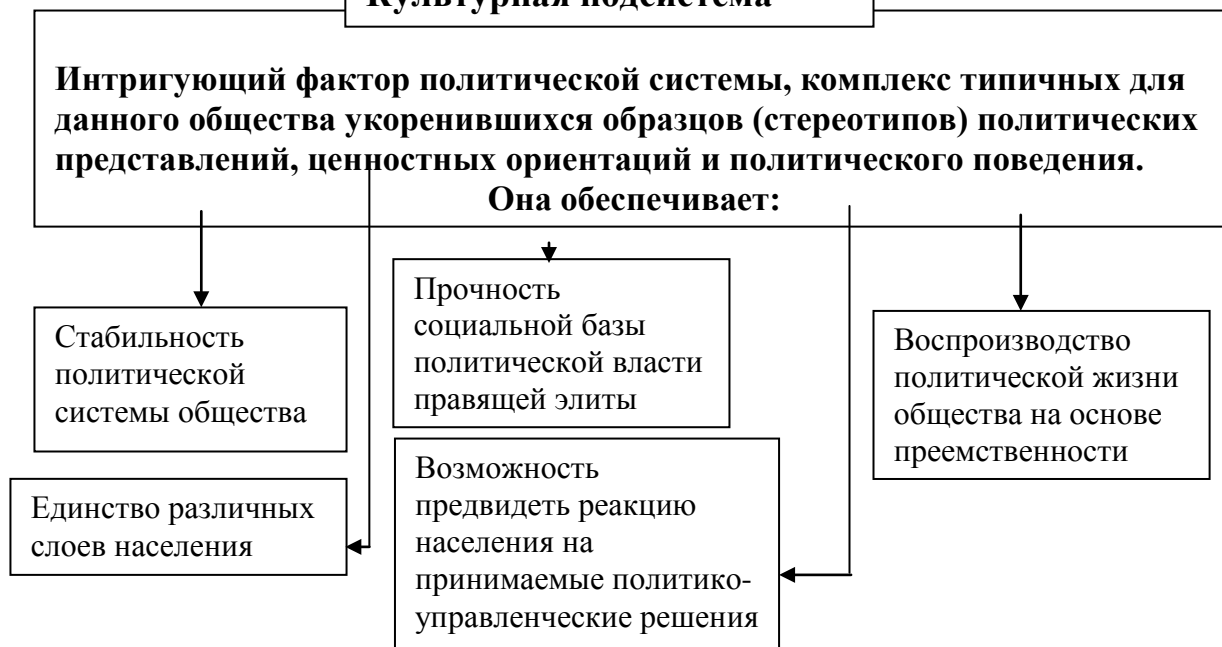 Культурная подсистема
Интригующий фактор политической системы, комплекс типичных для
данного общества укоренившихся образцов (стереотипов) политических
представлений, ценностных ориентаций и политического поведения.
Она обеспечивает:
Стабильность
политической
системы общества
Прочность
социальной базы
политической власти
правящей элиты
Воспроизводство
политической жизни
общества на основе
преемственности
Единство различных
слоев населения
Возможность
предвидеть реакцию
населения на
принимаемые политико-
управленческие решения